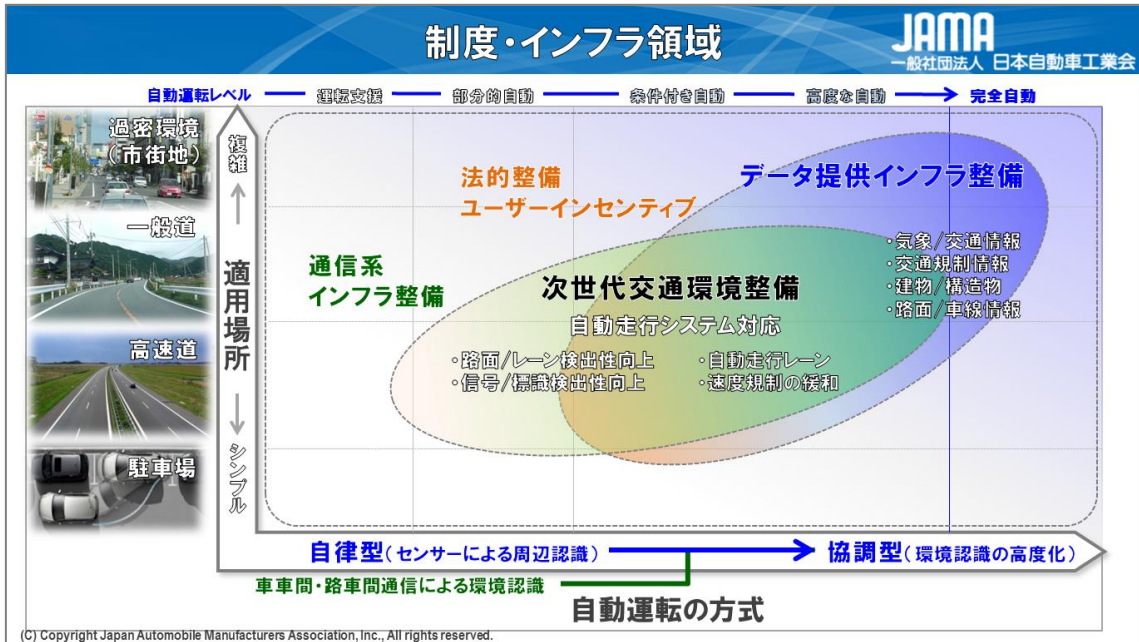 制度・インフラ領域
JAMA
一般社団法人 日本自動車工業会
自動運転レベル 運転支援 部分的自動 条件付き自動 高度な自動 完全自動
過密環境
(市街地)
一般道
高速道
駐車場
複雑
適用場所
シンプル
法的整備
ユーザーインセンティブ
データ提供インフラ整備
・気象/交通情報
・交通規制情報
・建物/構造物
・路面/車線情報
通信系
インフラ整備
次世代交通環境整備
自動走行システム対応
・路面/レーン検出性向上
・信号/標識検出性向上
・自動走行レーン
・速度規制の緩和
自律型(センサーによる周辺認識)
協調型(環境認識の高度化)
車車間・路車間通信による環境認識
自動運転の方式
(C) Copyright Japan Automobile Manufacturers Association, Inc., All rights reserved.